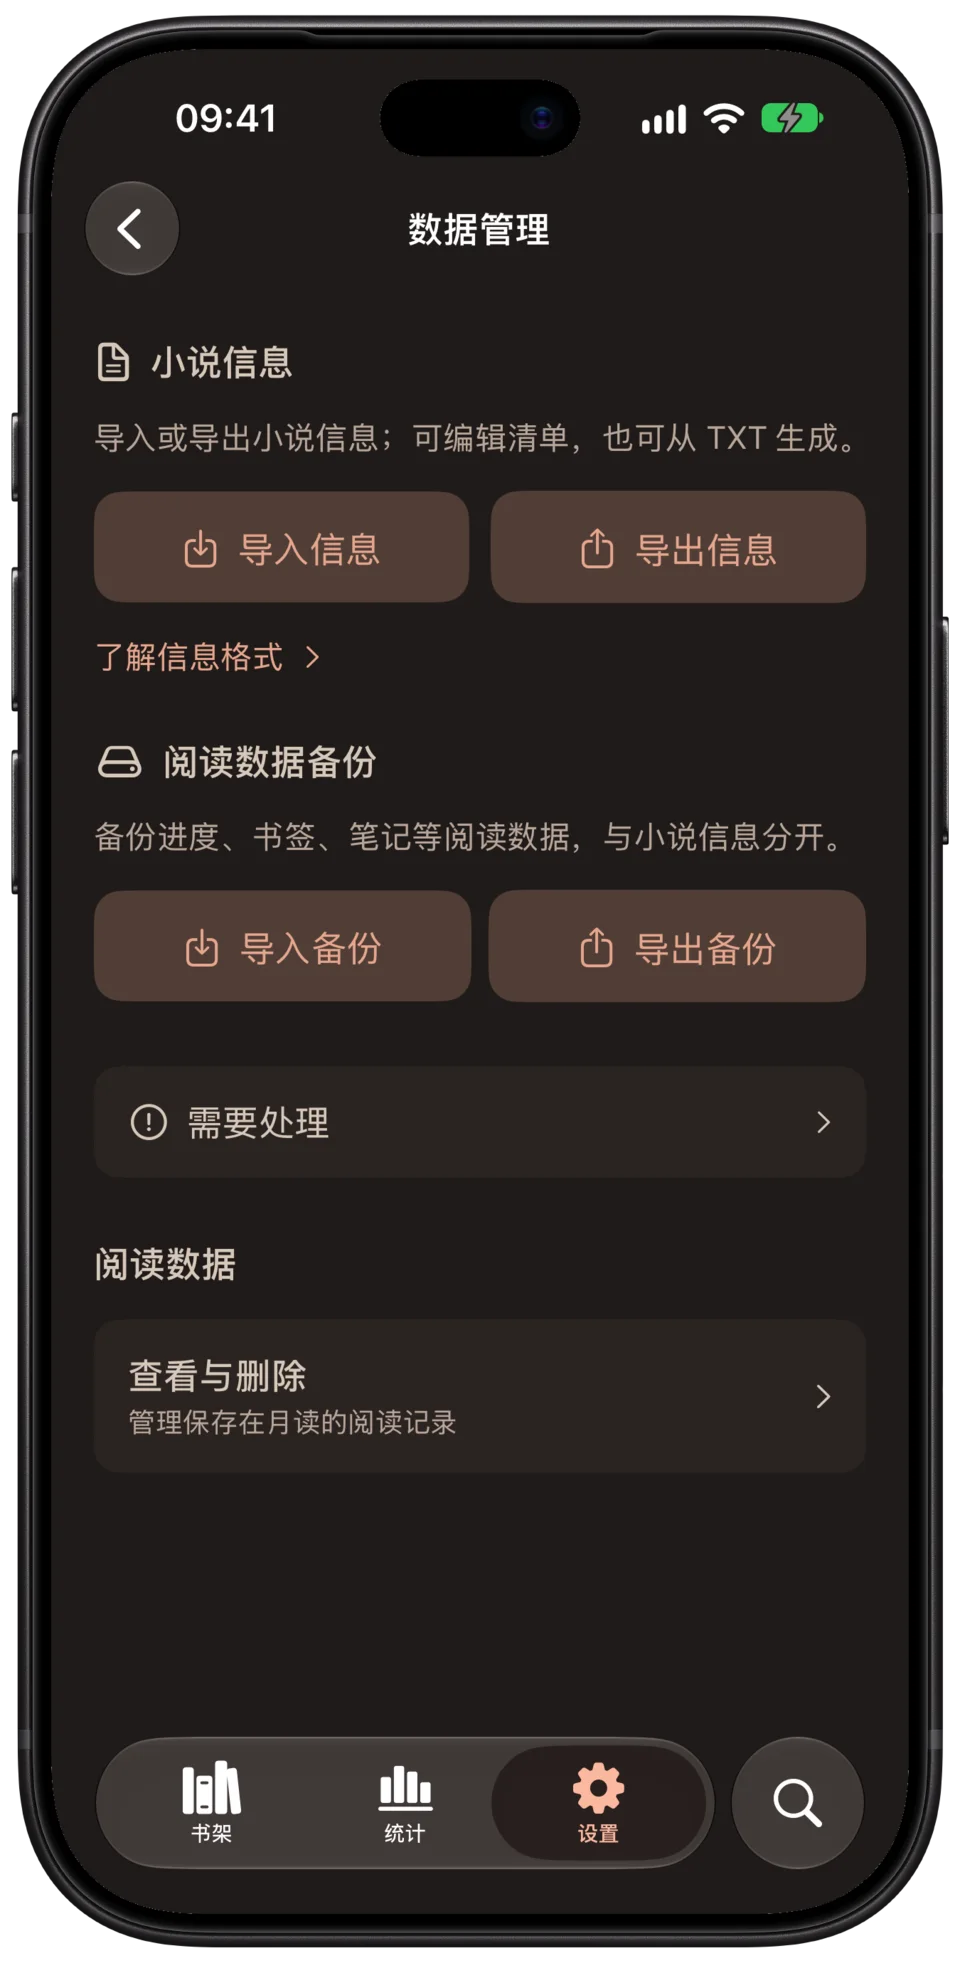 09:41
数据管理
小说信息
导入或导出小说信息；可编辑清单，也可从 TXT 生成。
导入信息
导出信息
了解信息格式
阅读数据备份
备份进度、书签、笔记等阅读数据，与小说信息分开。
导入备份
导出备份
需要处理
阅读数据
查看与删除
管理保存在月读的阅读记录
书架
统计
设置